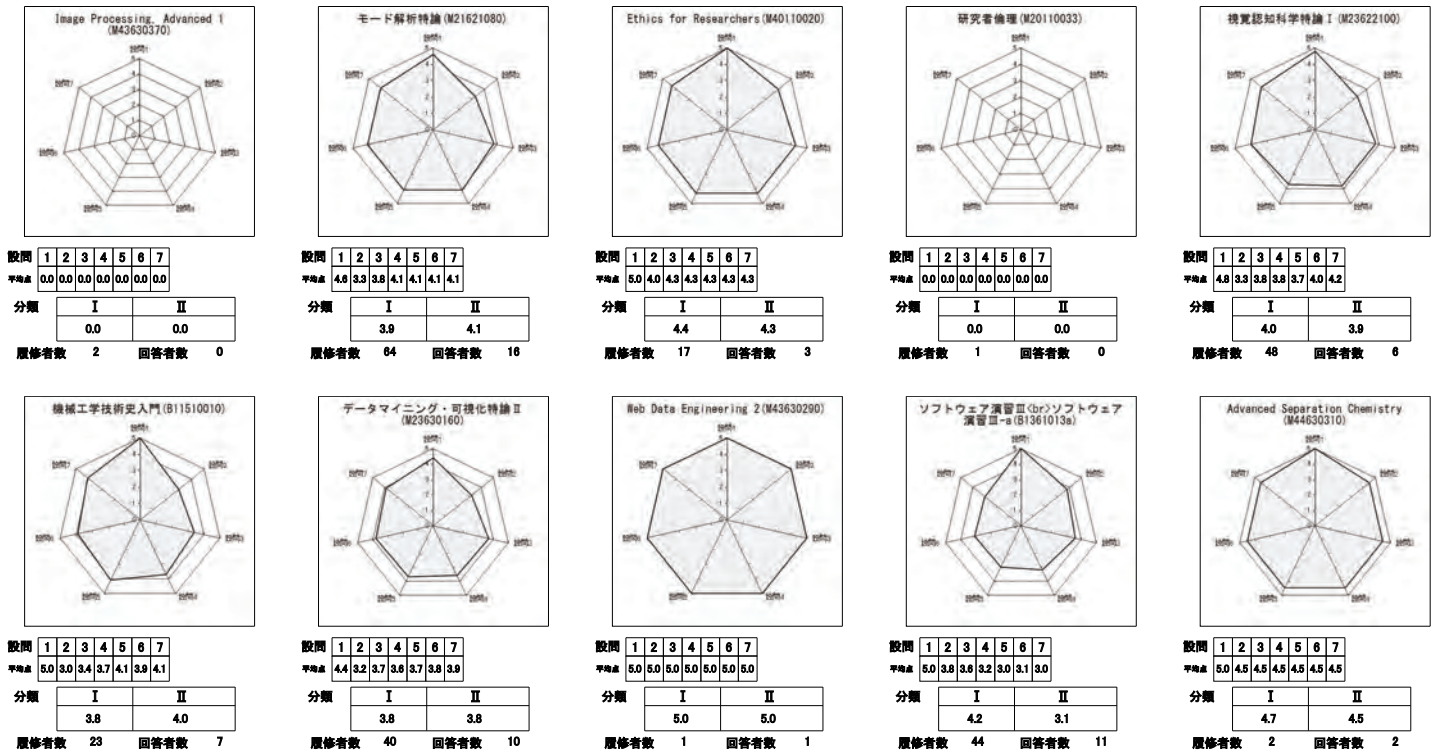 Image Processing, Advanced 1
(M43630370)
設問 1 2 3 4 5 6 7
平均点 0.0 0.0 0.0 0.0 0.0 0.0 0.0
分類 Ⅰ Ⅱ
0.0 0.0
履修者数 2 回答者数 0
モード解析特論(M21621080)
設問 1 2 3 4 5 6 7
平均点 4.6 3.3 3.8 4.1 4.1 4.1 4.1
分類 Ⅰ Ⅱ
3.9 4.1
履修者数 64 回答者数 16
Ethics for Researchers(M40110020)
設問 1 2 3 4 5 6 7
平均点 5.0 4.0 4.3 4.3 4.3 4.3 4.3
分類 Ⅰ Ⅱ
4.4 4.3
履修者数 17 回答者数 3
研究者倫理(M20110033)
設問 1 2 3 4 5 6 7
平均点 0.0 0.0 0.0 0.0 0.0 0.0 0.0
分類 Ⅰ Ⅱ
0.0 0.0
履修者数 1 回答者数 0
視覚認知科学特論Ⅰ(M23622100)
設問 1 2 3 4 5 6 7
平均点 4.8 3.3 3.8 3.8 3.7 4.0 4.2
分類 Ⅰ Ⅱ
4.0 3.9
履修者数 48 回答者数 6
機械工学技術史入門(B11510010)
設問 1 2 3 4 5 6 7
平均点 5.0 3.0 3.4 3.7 4.1 3.9 4.1
分類 Ⅰ Ⅱ
3.8 4.0
履修者数 23 回答者数 7
データマイニング・可視化特論Ⅱ
(M23630160)
設問 1 2 3 4 5 6 7
平均点 4.4 3.2 3.7 3.6 3.7 3.8 3.9
分類 Ⅰ Ⅱ
3.8 3.8
履修者数 40 回答者数 10
Web Data Engineering 2(M43630290)
設問 1 2 3 4 5 6 7
平均点 5.0 5.0 5.0 5.0 5.0 5.0 5.0
分類 Ⅰ Ⅱ
5.0 5.0
履修者数 1 回答者数 1
ソフトウェア演習Ⅲ<br>ソフトウェア
演習Ⅲ-a(B1361013a)
設問 1 2 3 4 5 6 7
平均点 5.0 3.8 3.6 3.2 3.0 3.1 3.0
分類 Ⅰ Ⅱ
4.2 3.1
履修者数 44 回答者数 11
Advanced Separation Chemistry
(M44630310)
設問 1 2 3 4 5 6 7
平均点 5.0 4.5 4.5 4.5 4.5 4.5 4.5
分類 Ⅰ Ⅱ
4.7 4.5
履修者数 2 回答者数 2